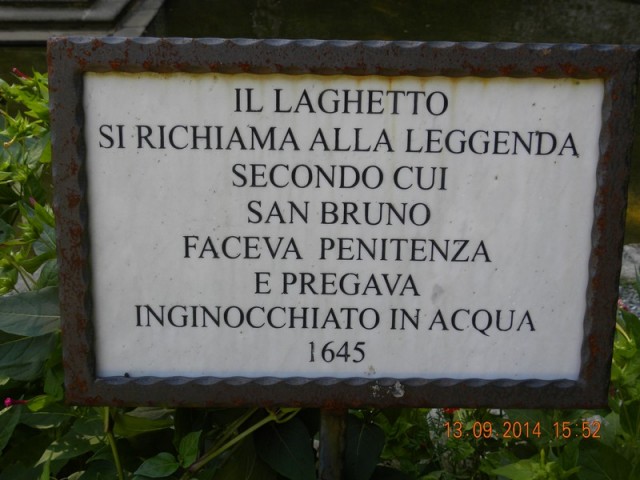 IL LAGHETTO
SI RICHIAMA ALLA LEGGENDA
SECONDO CUI
SAN BRUNO
FACEVA PENITENZA
E PREGAVA
INGINOCCHIATO IN ACQUA
1645
13.09.2014 15:52